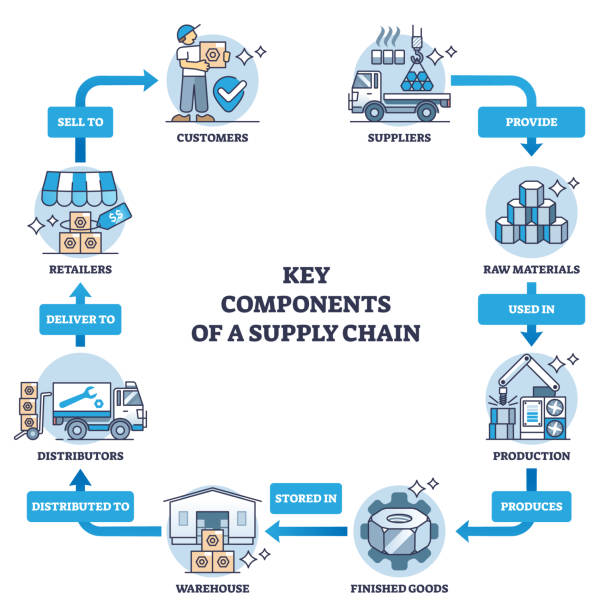 KEY
COMPONENTS
OF A SUPPLY CHAIN
SUPPLIERS
PROVIDE
RAW MATERIALS
USED IN
PRODUCTION
PRODUCES
FINISHED GOODS
STORED IN
WAREHOUSE
DISTRIBUTED TO
DISTRIBUTORS
DELIVER TO
RETAILERS
$$
SELL TO
CUSTOMERS